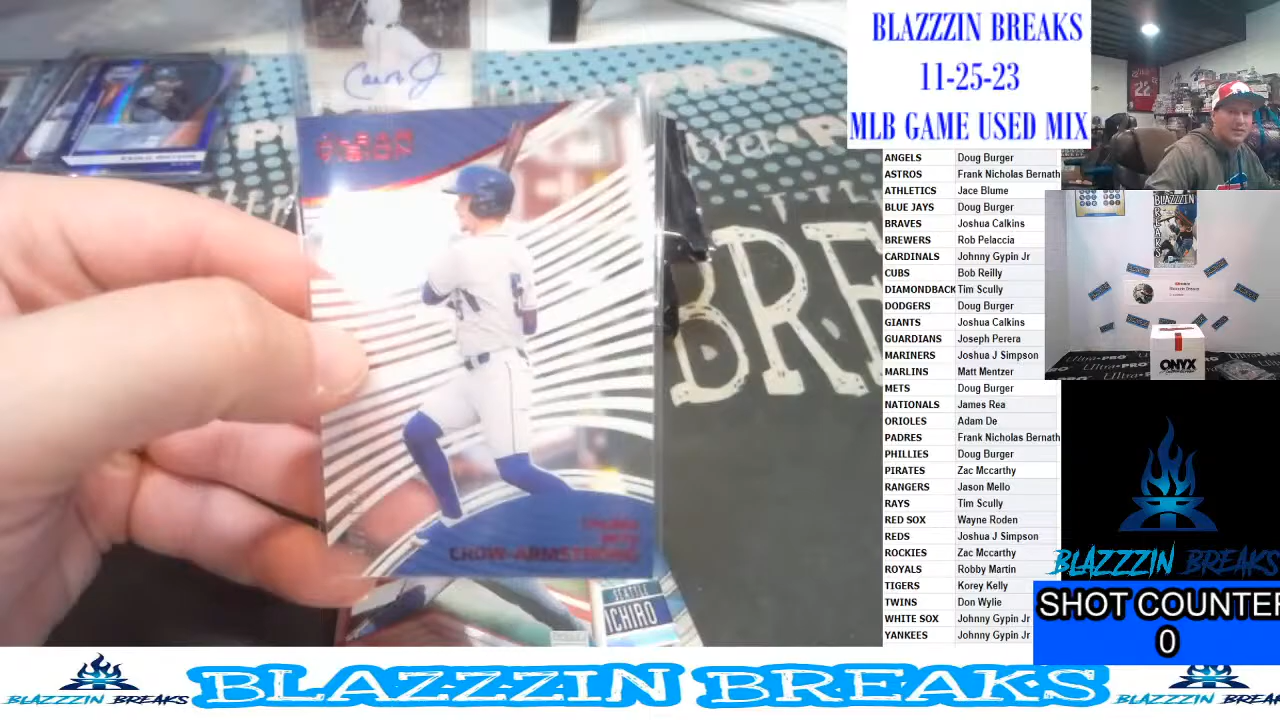 BLAZZZIN BREAKS
11-25-23
MLB GAME USED MIX
ANGELS Doug Burger
ASTROS Frank Nicholas Bernath
ATHLETICS Jace Blume
BLUE JAYS Doug Burger
BRAVES Joshua Calkins
BREWERS Rob Pelaccia
CARDINALS Johnny Gypin Jr
CUBS Bob Reilly
DIAMONDBACK Tim Scully
DODGERS Doug Burger
GIANTS Joshua Calkins
GUARDIANS Joseph Perera
MARINERS Joshua J Simpson
MARLINS Matt Mentzer
METS Doug Burger
NATIONALS James Rea
ORIOLES Adam De
PADRES Frank Nicholas Bernath
PHILLIES Doug Burger
PIRATES Zac Mccarthy
RANGERS Jason Mello
RAYS Tim Scully
RED SOX Wayne Roden
REDS Joshua J Simpson
ROCKIES Zac Mccarthy
ROYALS Robby Martin
TIGERS Korey Kelly
TWINS Don Wylie
WHITE SOX Johnny Gypin Jr
YANKEES Johnny Gypin Jr
PRO
BRE
CROW-ARMSTRONG
SEATTLE
ICHIRO
22
BLAZZZIN
BREAKS
ONYX
BLAZZZIN BREAKS
SHOT COUNTER
0
BLAZZZIN BREAKS
BLAZZZIN BREAKS
BLAZZZIN BREA